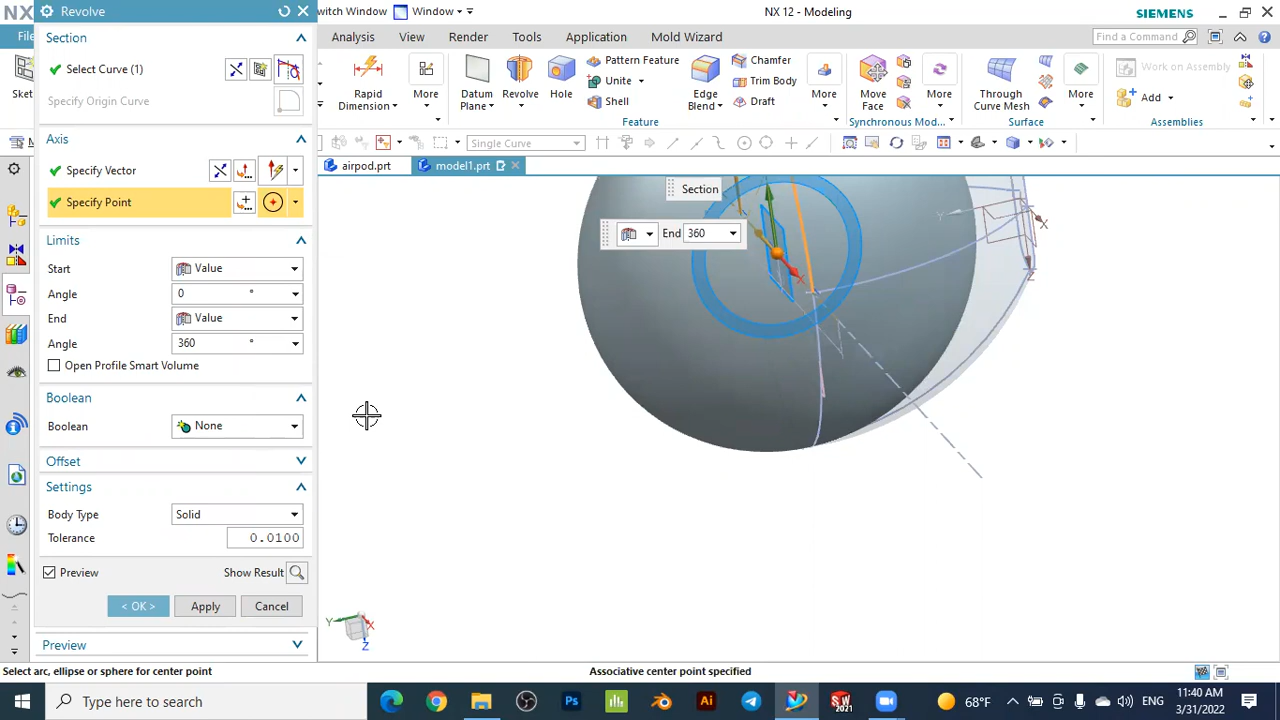 NX
Revolve
witch Window
Window
NX 12 - Modeling
SIEMENS
File
Analysis
View
Render
Tools
Application
Mold Wizard
Find a Command
Section
Select Curve (1)
Specify Origin Curve
Axis
Specify Vector
Specify Point
Limits
Start
Value
Angle
0
°
End
Value
Angle
360
°
Open Profile Smart Volume
Boolean
Boolean
None
Offset
Settings
Body Type
Solid
Tolerance
0.0100
Preview
Show Result
< OK >
Apply
Cancel
Preview
Rapid
Dimension
More
Datum
Plane
Revolve
Hole
Pattern Feature
Unite
Shell
Edge
Blend
Chamfer
Trim Body
Draft
More
Feature
Move
Face
More
Synchronous Mod...
Through
Curve Mesh
More
Surface
Work on Assembly
Add
Assemblies
Single Curve
airpod.prt
model1.prt
Section
End 360
X
Y
X
Z
Y
X
Z
Select arc, ellipse or sphere for center point
Associative center point specified
Type here to search
Ps
Ai
SW
2021
68°F
ENG
11:40 AM
3/31/2022